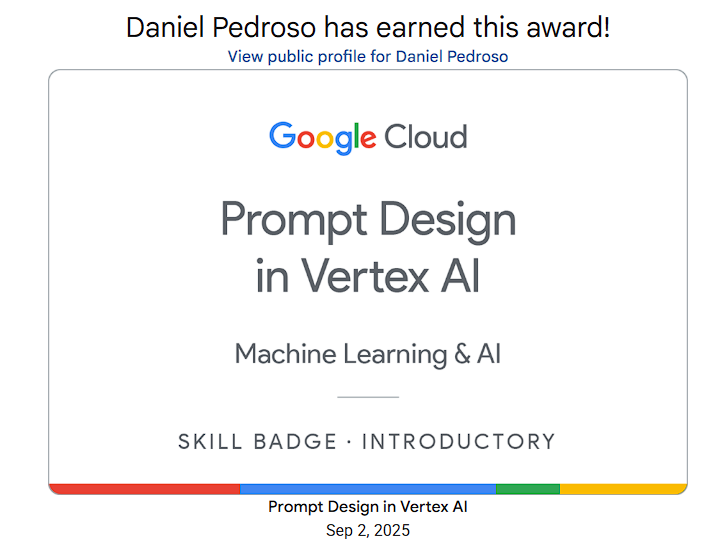 Daniel Pedroso has earned this award!
View public profile for Daniel Pedroso
Google Cloud
Prompt Design
in Vertex AI
Machine Learning & AI
SKILL BADGE · INTRODUCTORY
Prompt Design in Vertex AI
Sep 2, 2025